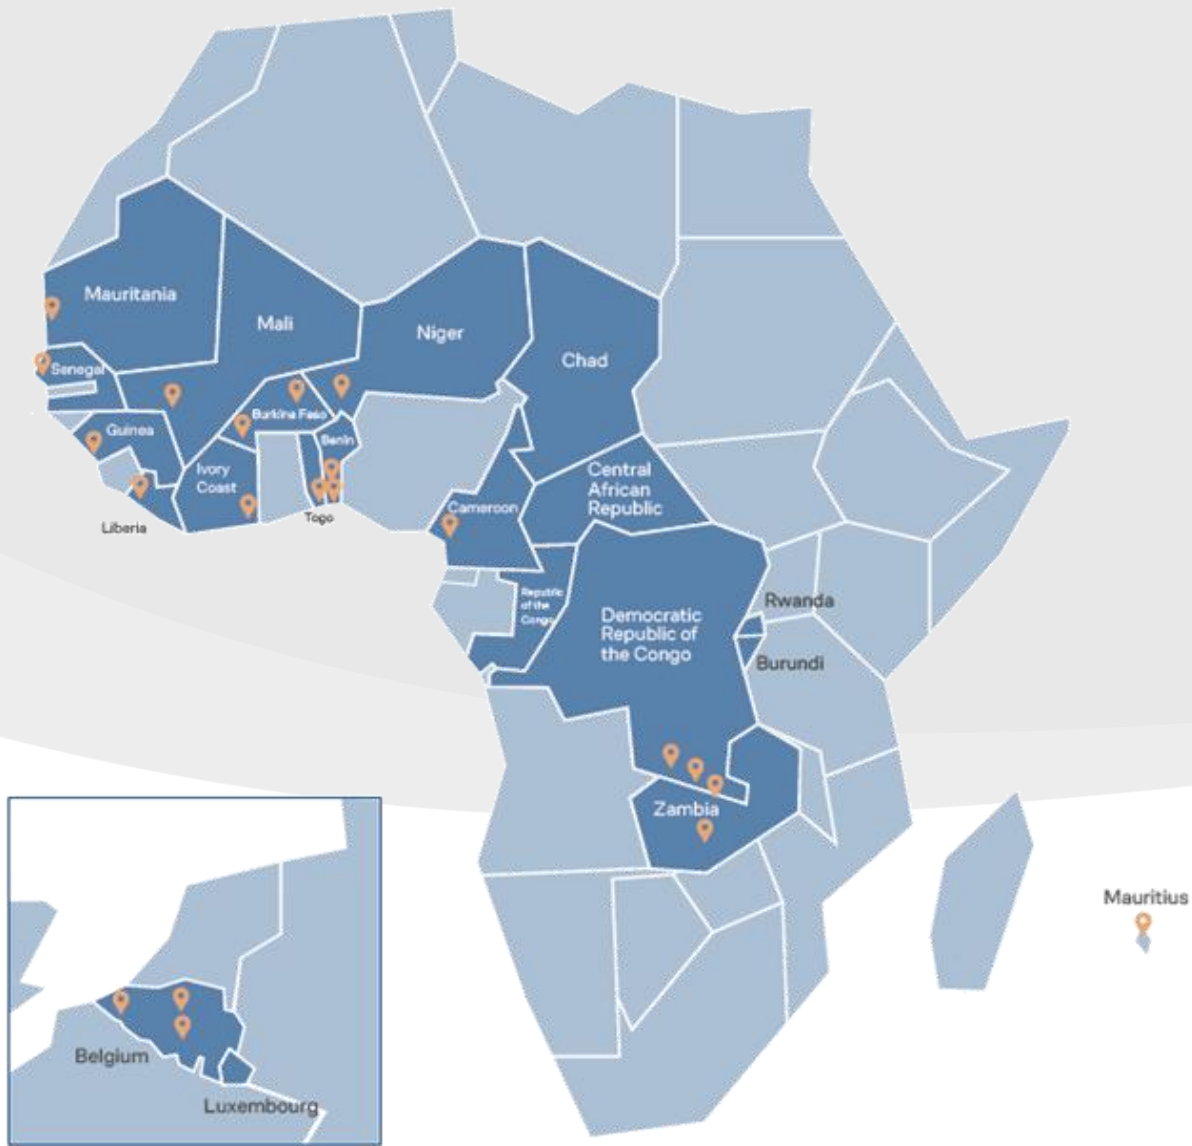 Mauritania
Mali
Niger
Chad
Senegal
Burkina Faso
Guinea
Benin
Ivory
Coast
Central
African
Republic
Cameroon
Liberia
Togo
Republic
of the
Congo
Democratic
Republic of
the Congo
Rwanda
Burundi
Zambia
Mauritius
Belgium
Luxembourg